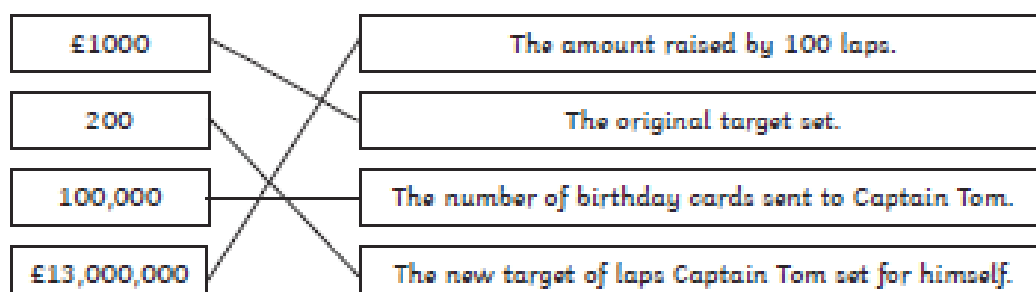 £1000
The amount raised by 100 laps.
200
The original target set.
100,000
The number of birthday cards sent to Captain Tom.
£13,000,000
The new target of laps Captain Tom set for himself.